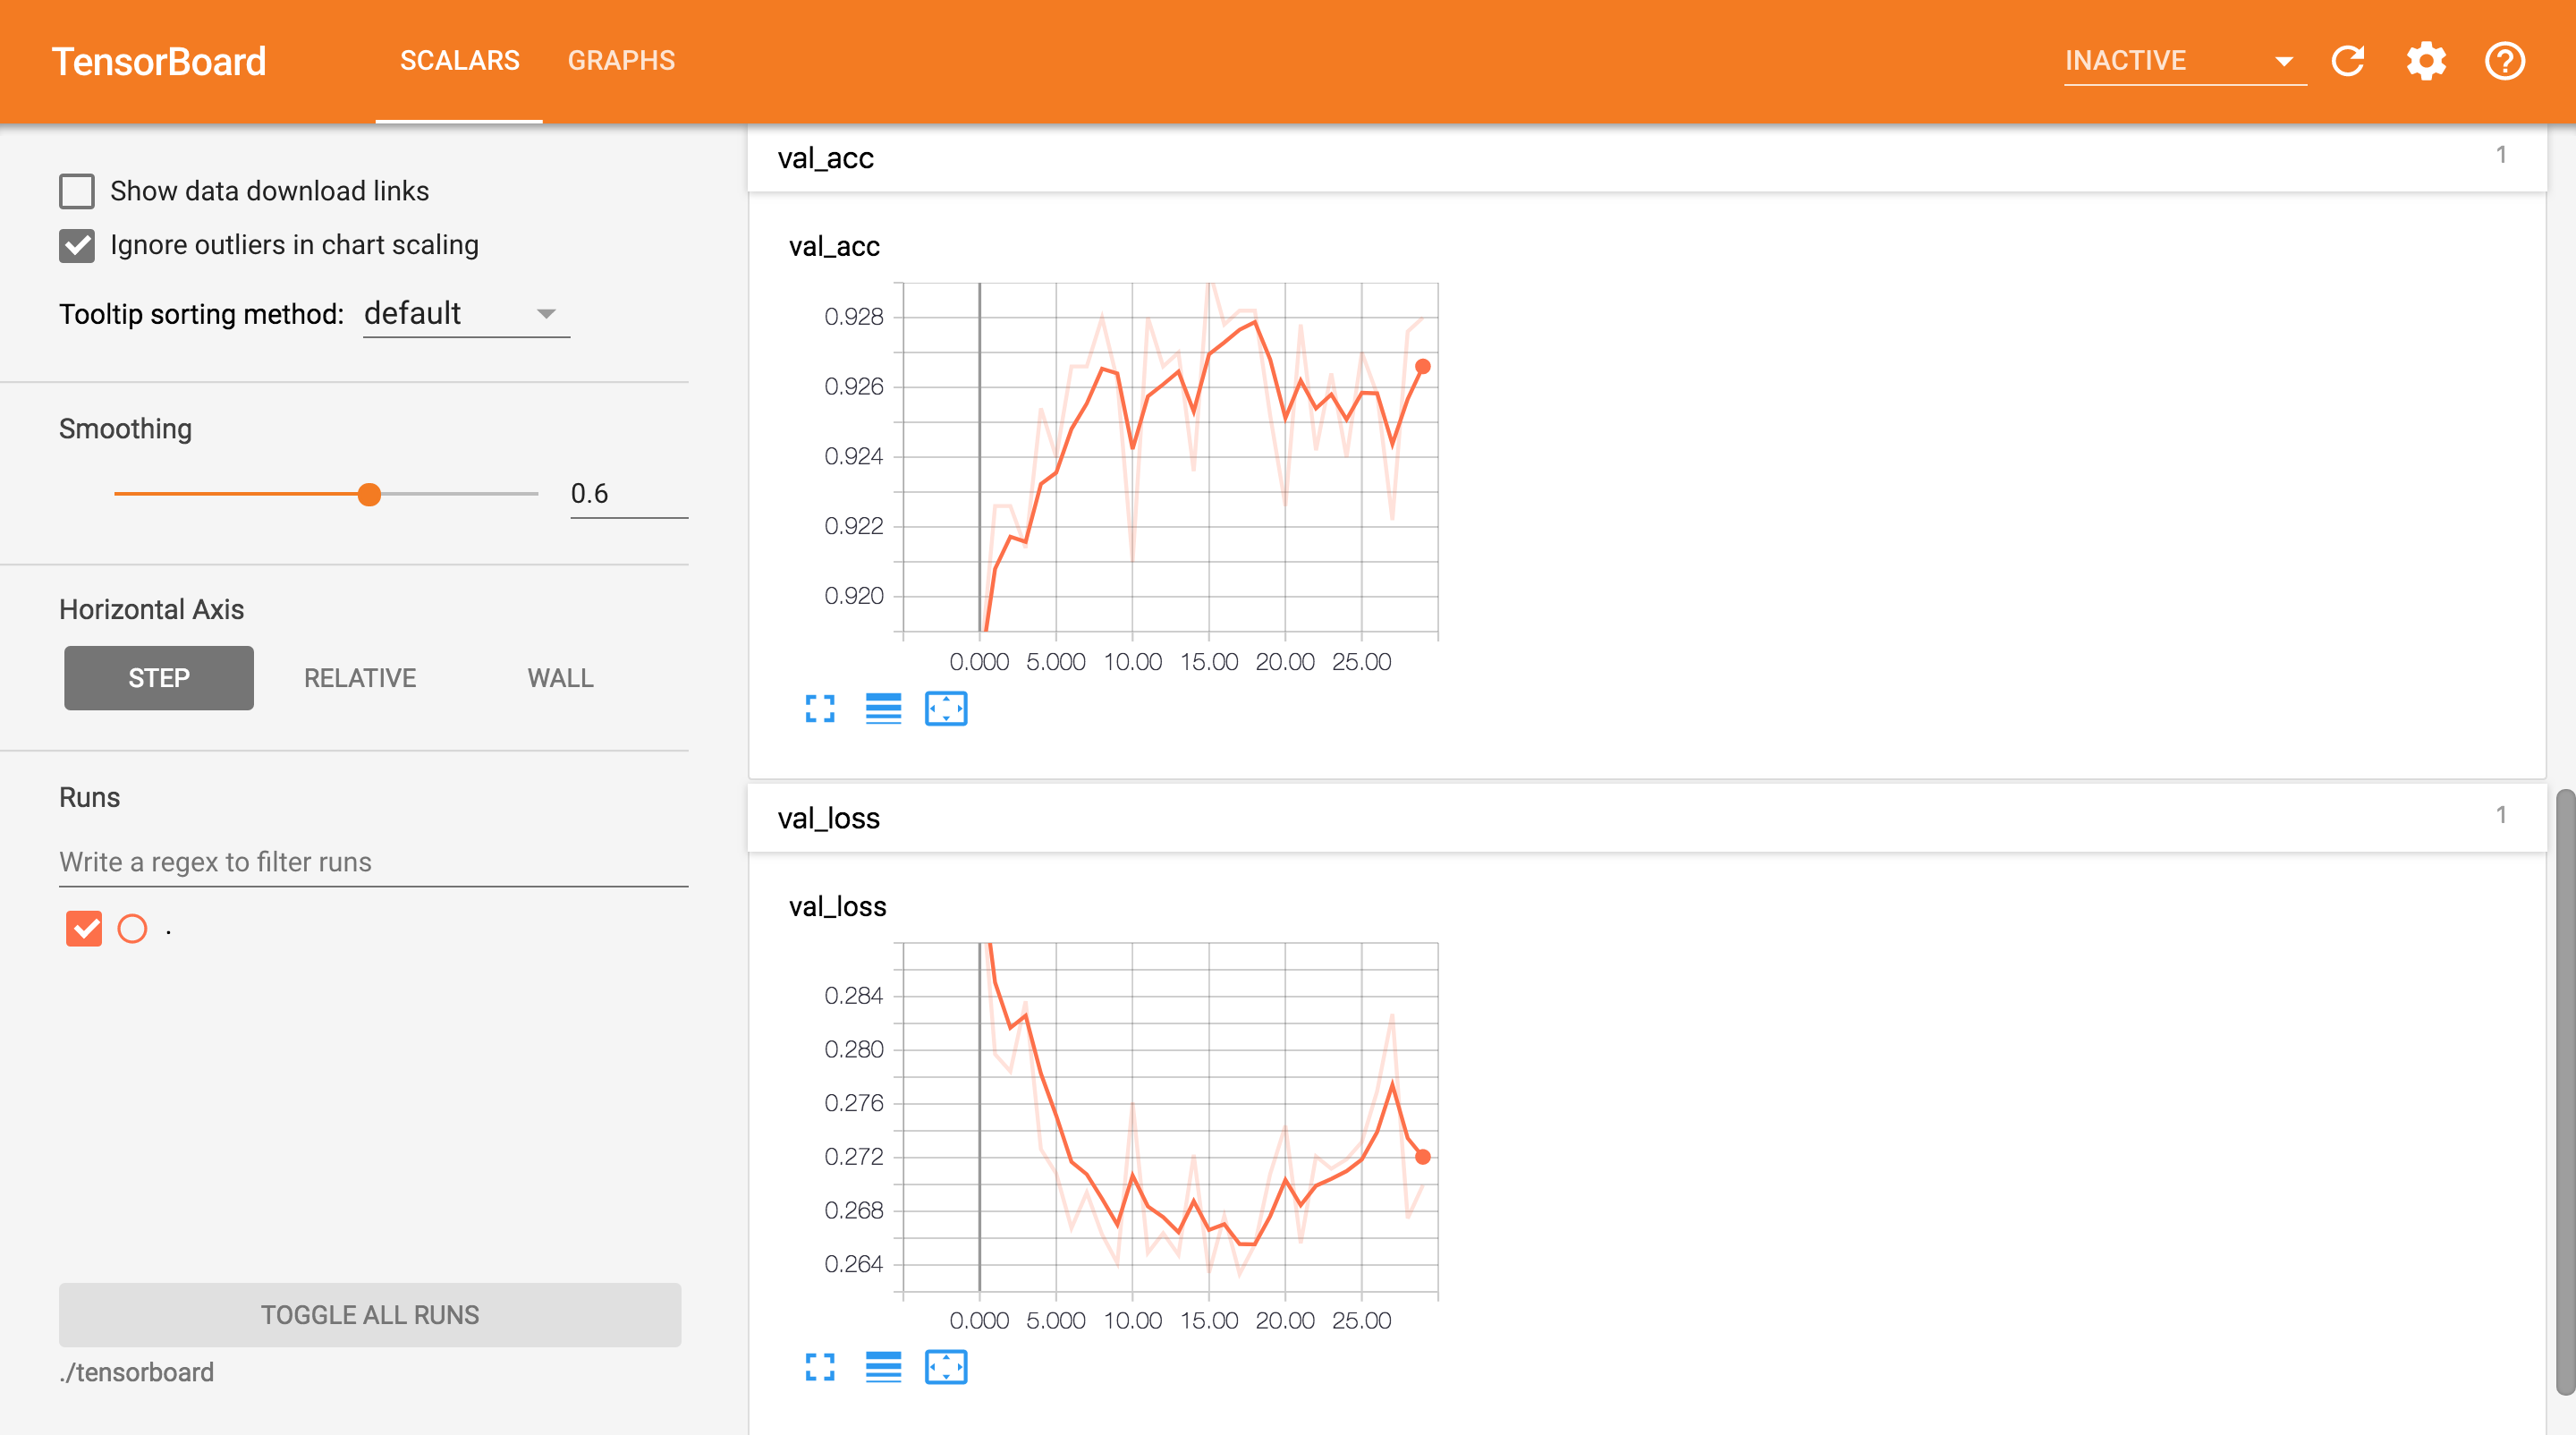 TensorBoard SCALARS GRAPHS INACTIVE
Show data download links
Ignore outliers in chart scaling
Tooltip sorting method: default
Smoothing
0.6
Horizontal Axis
STEP RELATIVE WALL
Runs
Write a regex to filter runs
.
TOGGLE ALL RUNS
./tensorboard
val_acc 1
val_acc
0.928
0.926
0.924
0.922
0.920
0.000 5.000 10.00 15.00 20.00 25.00
val_loss 1
val_loss
0.284
0.280
0.276
0.272
0.268
0.264
0.000 5.000 10.00 15.00 20.00 25.00